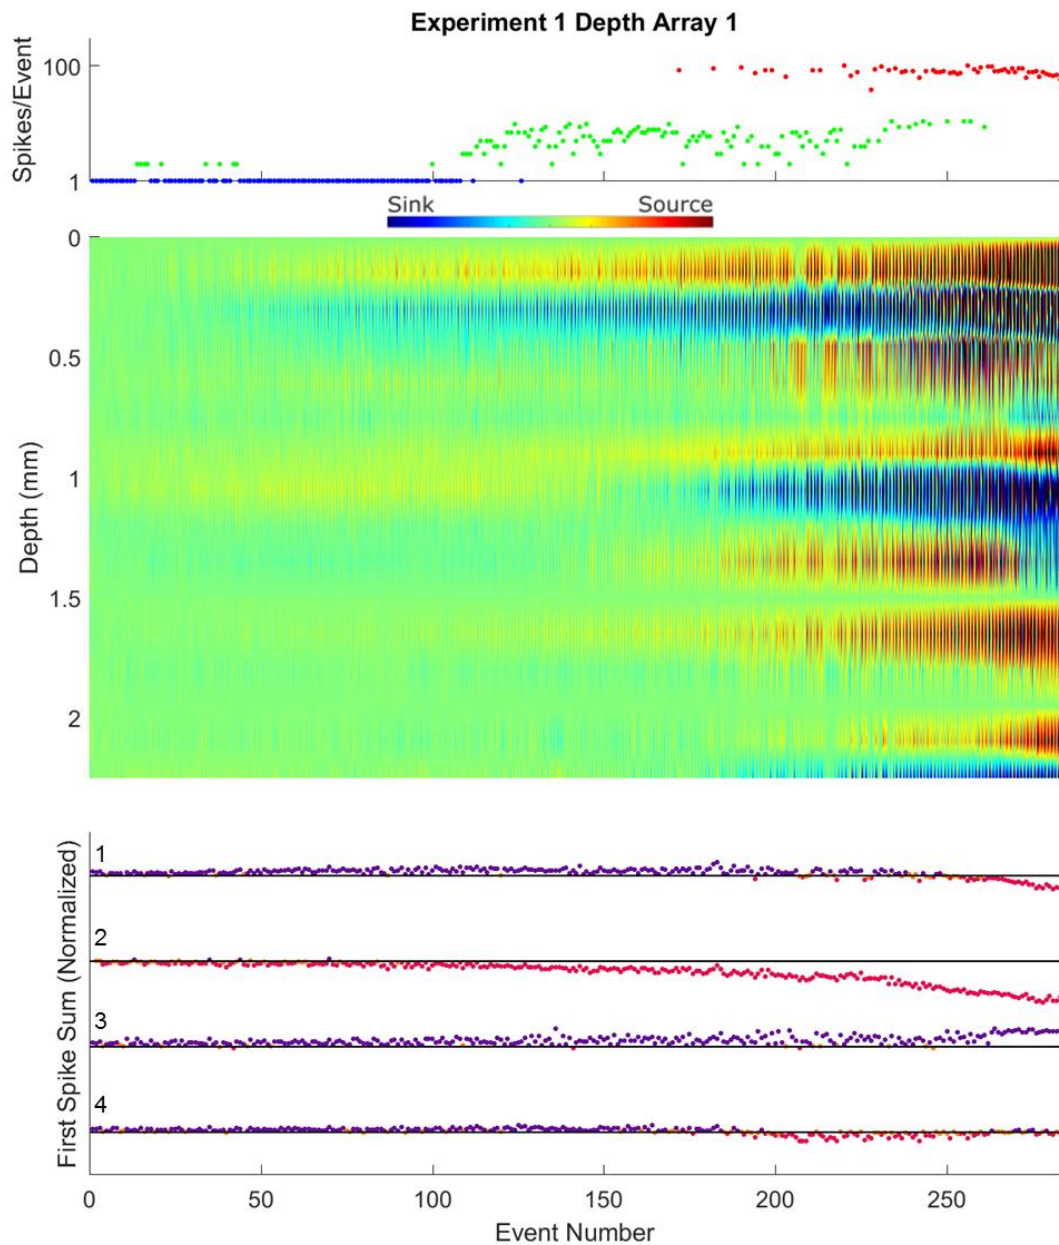 Experiment 1 Depth Array 1
Spikes/Event
100
1
Sink Source
0
0.5
1
1.5
2
Depth (mm)
First Spike Sum (Normalized)
1
2
3
4
0 50 100 150 200 250
Event Number